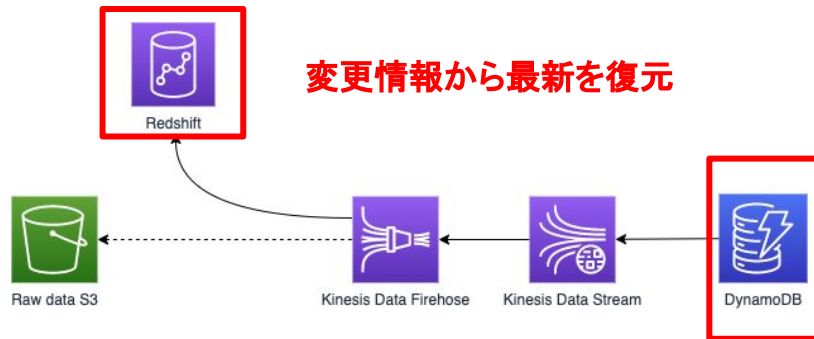 変更情報から最新を復元
Redshift
Raw data S3
Kinesis Data Firehose
Kinesis Data Stream
DynamoDB